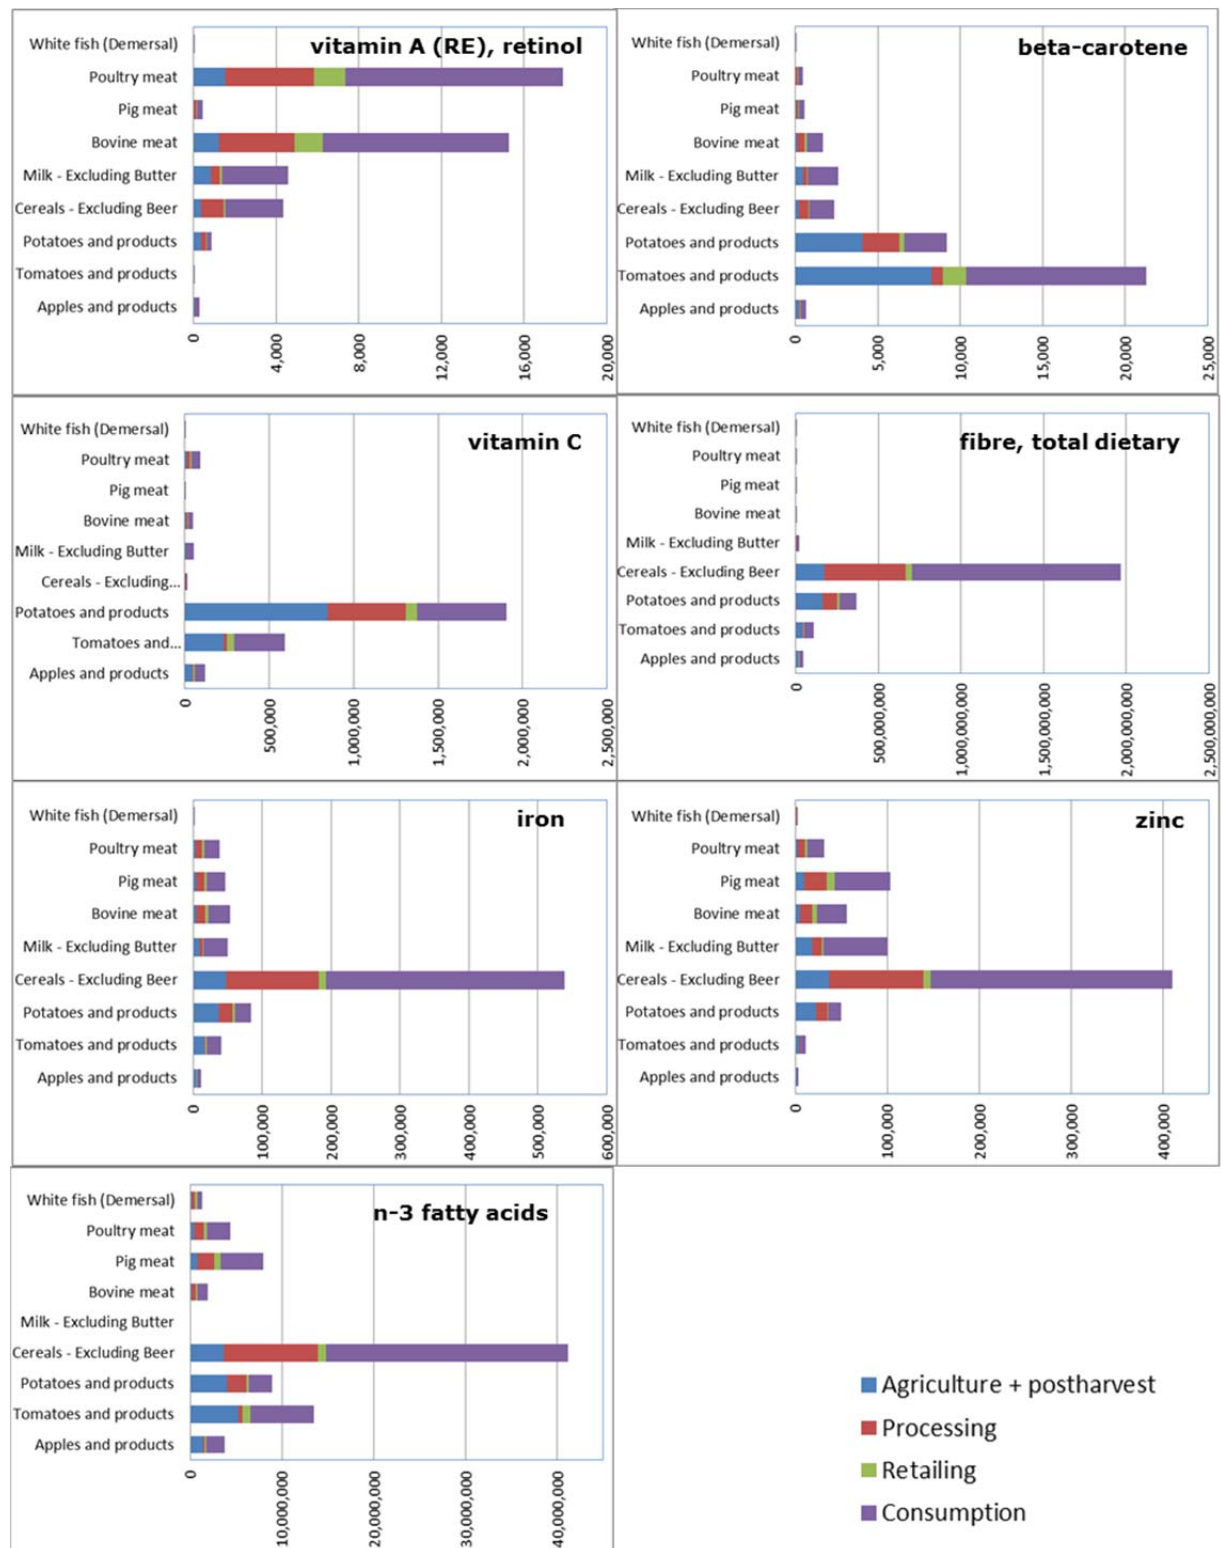 vitamin A (RE), retinol
White fish (Demersal)
Poultry meat
Pig meat
Bovine meat
Milk - Excluding Butter
Cereals - Excluding Beer
Potatoes and products
Tomatoes and products
Apples and products
0
4,000
8,000
12,000
16,000
20,000
beta-carotene
White fish (Demersal)
Poultry meat
Pig meat
Bovine meat
Milk - Excluding Butter
Cereals - Excluding Beer
Potatoes and products
Tomatoes and products
Apples and products
0
5,000
10,000
15,000
20,000
25,000
vitamin C
White fish (Demersal)
Poultry meat
Pig meat
Bovine meat
Milk - Excluding Butter
Cereals - Excluding...
Potatoes and products
Tomatoes and...
Apples and products
0
500,000
1,000,000
1,500,000
2,000,000
2,500,000
fibre, total dietary
White fish (Demersal)
Poultry meat
Pig meat
Bovine meat
Milk - Excluding Butter
Cereals - Excluding Beer
Potatoes and products
Tomatoes and products
Apples and products
0
500,000,000
1,000,000,000
1,500,000,000
2,000,000,000
2,500,000,000
iron
White fish (Demersal)
Poultry meat
Pig meat
Bovine meat
Milk - Excluding Butter
Cereals - Excluding Beer
Potatoes and products
Tomatoes and products
Apples and products
0
100,000
200,000
300,000
400,000
500,000
600,000
zinc
White fish (Demersal)
Poultry meat
Pig meat
Bovine meat
Milk - Excluding Butter
Cereals - Excluding Beer
Potatoes and products
Tomatoes and products
Apples and products
0
100,000
200,000
300,000
400,000
n-3 fatty acids
White fish (Demersal)
Poultry meat
Pig meat
Bovine meat
Milk - Excluding Butter
Cereals - Excluding Beer
Potatoes and products
Tomatoes and products
Apples and products
0
10,000,000
20,000,000
30,000,000
40,000,000
Agriculture + postharvest
Processing
Retailing
Consumption